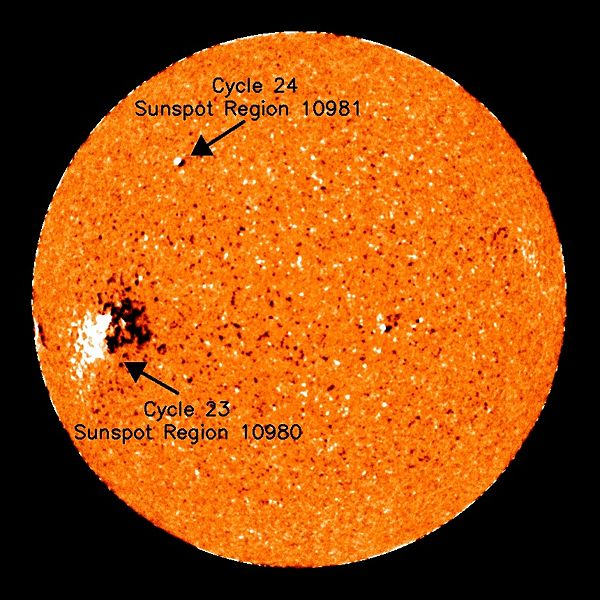 Cycle 24
Sunspot Region 10981
Cycle 23
Sunspot Region 10980